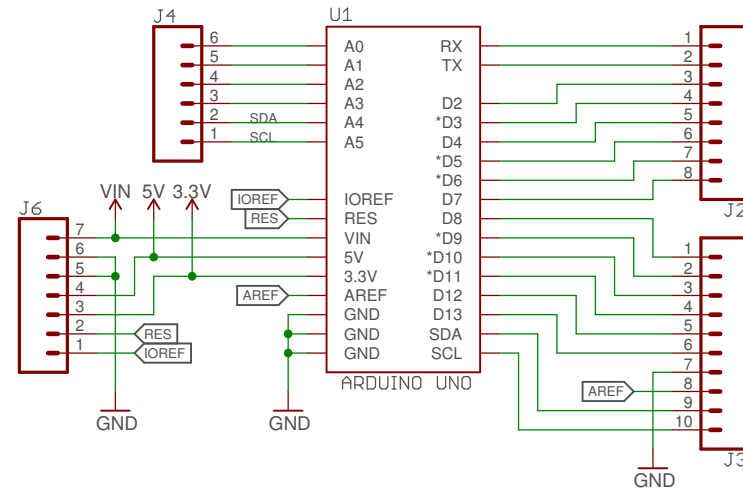 J4
6
5
4
3
2
1
SDA
SCL
U1
A0
A1
A2
A3
A4
A5
IOREF
RES
VIN
5V
3.3V
AREF
GND
GND
GND
RX
TX
D2
*D3
D4
*D5
*D6
D7
D8
*D9
*D10
*D11
D12
D13
SDA
SCL
ARDUINO UNO
IOREF
RES
AREF
GND
VIN 5V 3.3V
J6
7
6
5
4
3
2
1
RES
IOREF
GND
1
2
3
4
5
6
7
8
J2
1
2
3
4
5
6
7
8
9
10
AREF
J3
GND